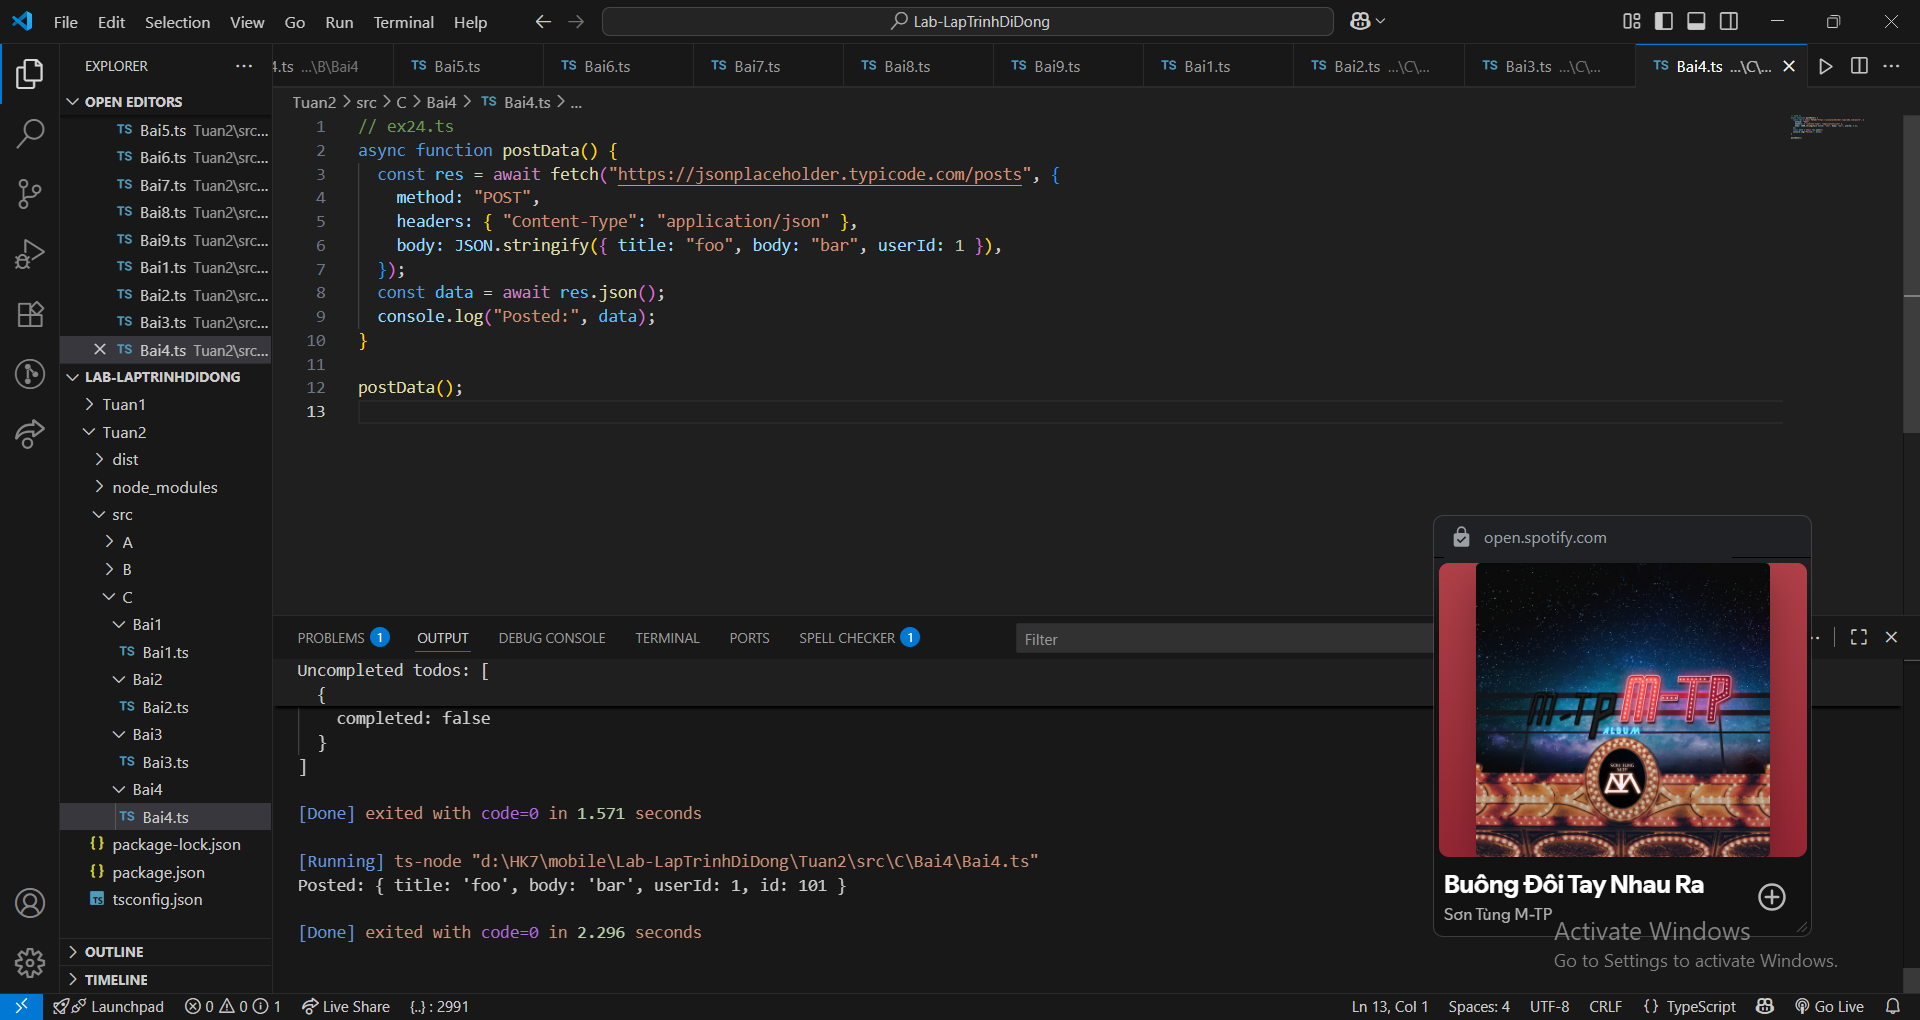 File Edit Selection View Go Run Terminal Help
Lab-LapTrinhDiDong
EXPLORER
4.ts ...\B\Bai4
TS Bai5.ts
TS Bai6.ts
TS Bai7.ts
TS Bai8.ts
TS Bai9.ts
TS Bai1.ts
TS Bai2.ts ...\C\...
TS Bai3.ts ...\C\...
TS Bai4.ts ...\C\...
OPEN EDITORS
TS Bai5.ts Tuan2\src...
TS Bai6.ts Tuan2\src...
TS Bai7.ts Tuan2\src...
TS Bai8.ts Tuan2\src...
TS Bai9.ts Tuan2\src...
TS Bai1.ts Tuan2\src...
TS Bai2.ts Tuan2\src...
TS Bai3.ts Tuan2\src...
TS Bai4.ts Tuan2\src...
LAB-LAPTRINHDIDONG
Tuan1
Tuan2
dist
node_modules
src
A
B
C
Bai1
TS Bai1.ts
Bai2
TS Bai2.ts
Bai3
TS Bai3.ts
Bai4
TS Bai4.ts
{} package-lock.json
{} package.json
TS tsconfig.json
OUTLINE
TIMELINE
Tuan2 > src > C > Bai4 > TS Bai4.ts > ...
1 // ex24.ts
2 async function postData() {
3 const res = await fetch("https://jsonplaceholder.typicode.com/posts", {
4 method: "POST",
5 headers: { "Content-Type": "application/json" },
6 body: JSON.stringify({ title: "foo", body: "bar", userId: 1 }),
7 });
8 const data = await res.json();
9 console.log("Posted:", data);
10 }
11
12 postData();
13
PROBLEMS 1 OUTPUT DEBUG CONSOLE TERMINAL PORTS SPELL CHECKER 1
Filter
Uncompleted todos: [
{
completed: false
}
]
[Done] exited with code=0 in 1.571 seconds
[Running] ts-node "d:\HK7\mobile\Lab-LapTrinhDiDong\Tuan2\src\C\Bai4\Bai4.ts"
Posted: { title: 'foo', body: 'bar', userId: 1, id: 101 }
[Done] exited with code=0 in 2.296 seconds
open.spotify.com
M-TP M-TP
ALBUM
SON TUNG
MTP
Buông Đôi Tay Nhau Ra
Sơn Tùng M-TP
Activate Windows
Go to Settings to activate Windows.
Launchpad 0 0 1 Live Share {..} : 2991
Ln 13, Col 1 Spaces: 4 UTF-8 CRLF {} TypeScript Go Live